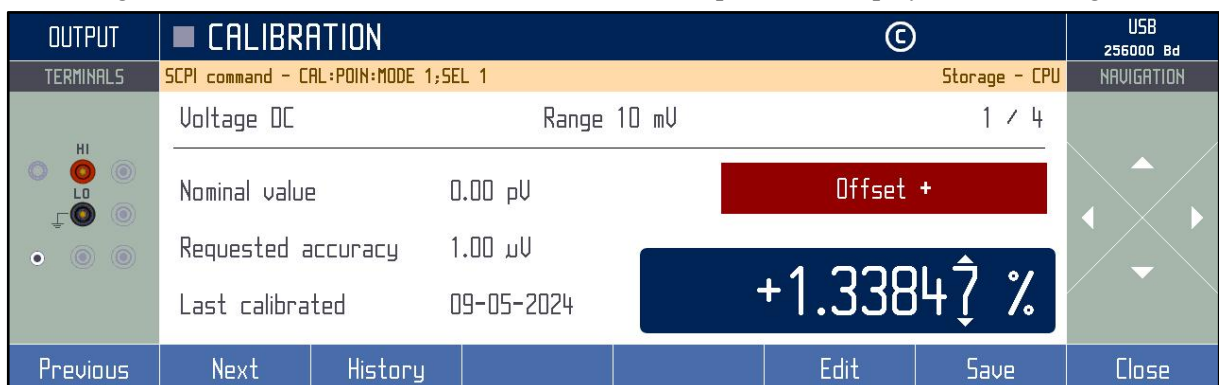 OUTPUT
CALIBRATION
©
USB
256000 Bd
TERMINALS
SCPI command - CAL:POIN:MODE 1;SEL 1
Storage - CPU
NAVIGATION
Voltage DC
Range 10 mV
1 / 4
HI
LO
Nominal value
0.00 pV
Offset +
Requested accuracy
1.00 µV
Last calibrated
09-05-2024
+1.33847 %
Previous
Next
History
Edit
Save
Close